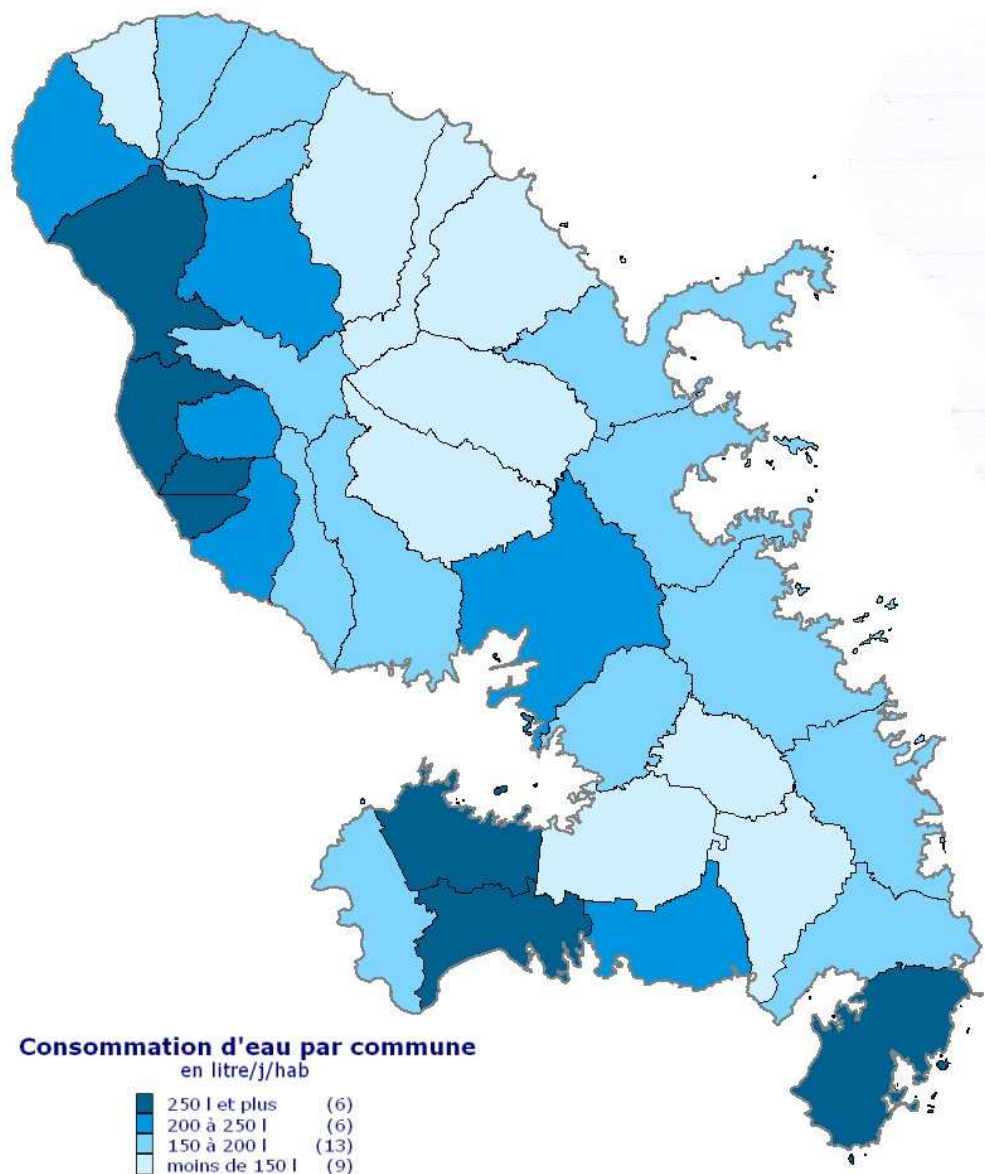 Consommation d'eau par commune
en litre/j/hab
250 l et plus (6)
200 à 250 l (6)
150 à 200 l (13)
moins de 150 l (9)